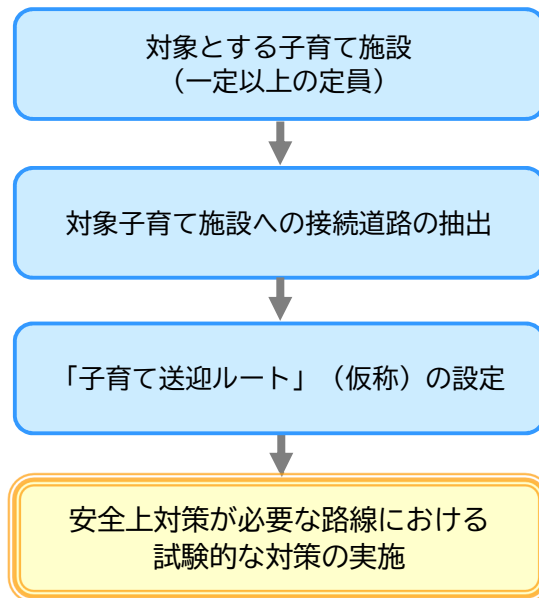 対象とする子育て施設
（一定以上の定員）
対象子育て施設への接続道路の抽出
「子育て送迎ルート」（仮称）の設定
安全上対策が必要な路線における
試験的な対策の実施